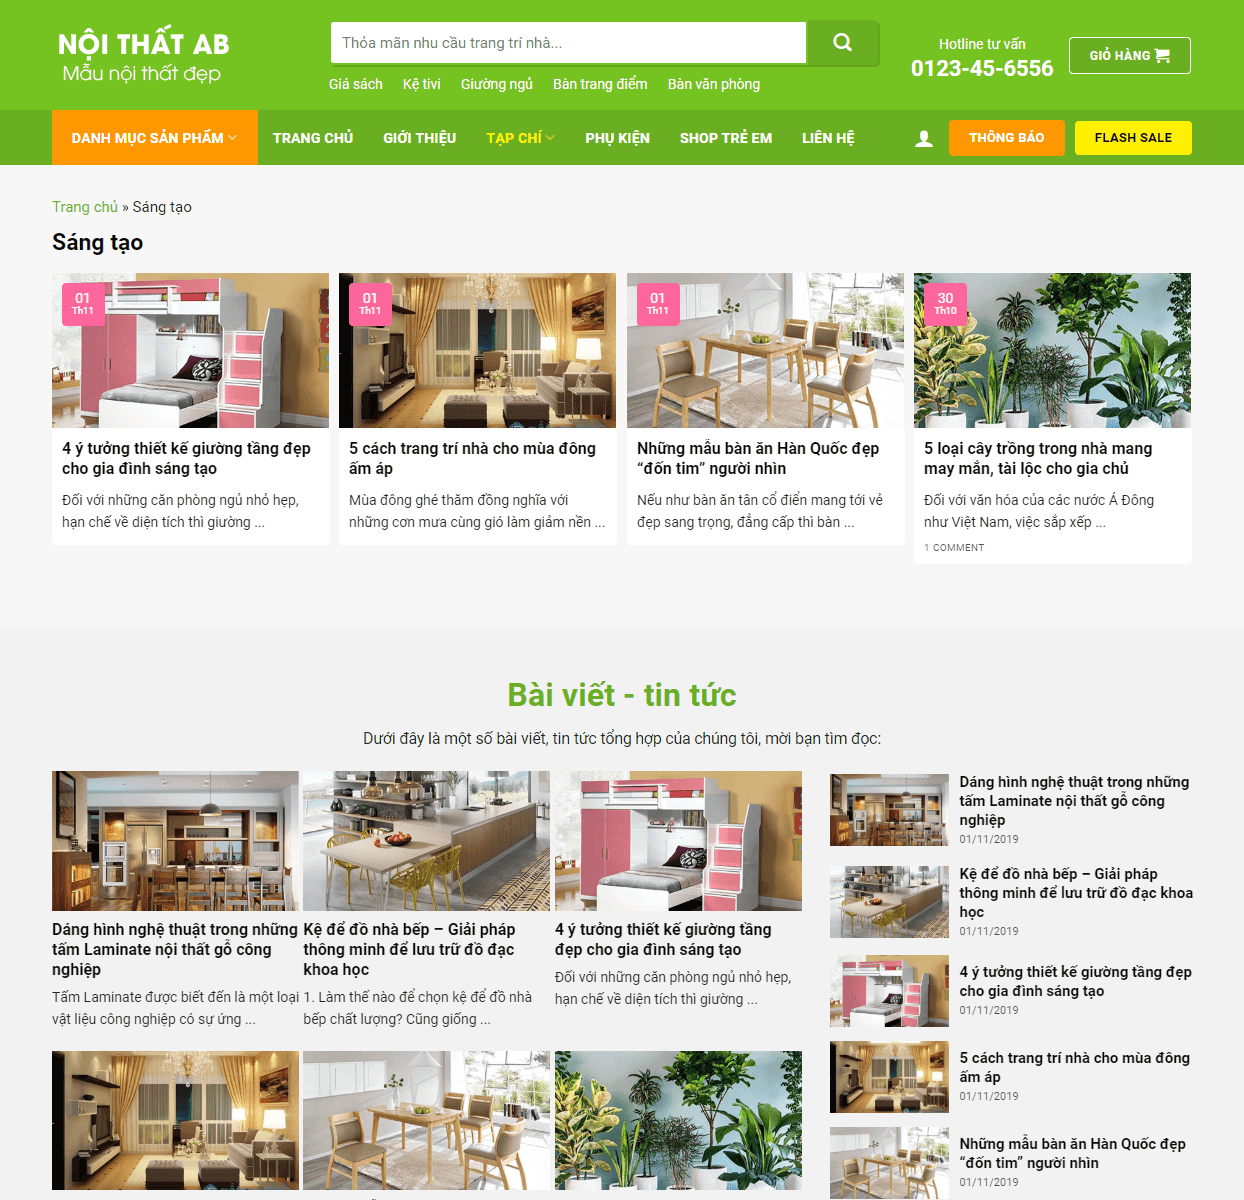 NỘI THẤT AB
Mẫu nội thất đẹp
Thỏa mãn nhu cầu trang trí nhà...
Giá sách Kệ tivi Giường ngủ Bàn trang điểm Bàn văn phòng
Hotline tư vấn
0123-45-6556
GIỎ HÀNG
DANH MỤC SẢN PHẨM TRANG CHỦ GIỚI THIỆU TẠP CHÍ PHỤ KIỆN SHOP TRẺ EM LIÊN HỆ THÔNG BÁO FLASH SALE
Trang chủ » Sáng tạo
Sáng tạo
01
Th11
4 ý tưởng thiết kế giường tầng đẹp
cho gia đình sáng tạo
Đối với những căn phòng ngủ nhỏ hẹp,
hạn chế về diện tích thì giường ...
01
Th11
5 cách trang trí nhà cho mùa đông
ấm áp
Mùa đông ghé thăm đồng nghĩa với
những cơn mưa cùng gió làm giảm nền ...
01
Th11
Những mẫu bàn ăn Hàn Quốc đẹp
“đốn tim” người nhìn
Nếu như bàn ăn tân cổ điển mang tới vẻ
đẹp sang trọng, đẳng cấp thì bàn ...
30
Th10
5 loại cây trồng trong nhà mang
may mắn, tài lộc cho gia chủ
Đối với văn hóa của các nước Á Đông
như Việt Nam, việc sắp xếp ...
1 COMMENT
Bài viết - tin tức
Dưới đây là một số bài viết, tin tức tổng hợp của chúng tôi, mời bạn tìm đọc:
Dáng hình nghệ thuật trong những
tấm Laminate nội thất gỗ công
nghiệp
Tấm Laminate được biết đến là một loại
vật liệu công nghiệp có sự ứng ...
Kệ để đồ nhà bếp – Giải pháp
thông minh để lưu trữ đồ đạc
khoa học
1. Làm thế nào để chọn kệ để đồ nhà
bếp chất lượng? Cũng giống ...
4 ý tưởng thiết kế giường tầng
đẹp cho gia đình sáng tạo
Đối với những căn phòng ngủ nhỏ hẹp,
hạn chế về diện tích thì giường ...
Dáng hình nghệ thuật trong những
tấm Laminate nội thất gỗ công
nghiệp
01/11/2019
Kệ để đồ nhà bếp – Giải pháp
thông minh để lưu trữ đồ đạc khoa
học
01/11/2019
4 ý tưởng thiết kế giường tầng đẹp
cho gia đình sáng tạo
01/11/2019
5 cách trang trí nhà cho mùa đông
ấm áp
01/11/2019
Những mẫu bàn ăn Hàn Quốc đẹp
“đốn tim” người nhìn
01/11/2019